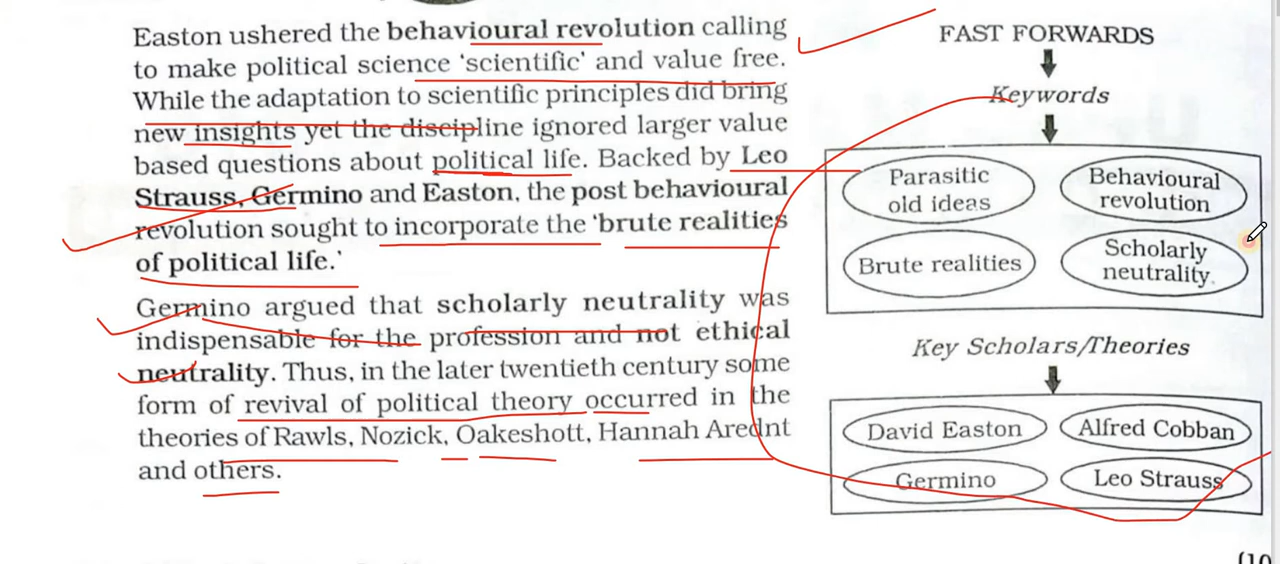 Easton ushered the behavioural revolution calling
to make political science 'scientific' and value free.
While the adaptation to scientific principles did bring
new insights yet the discipline ignored larger value
based questions about political life. Backed by Leo
Strauss, Germino and Easton, the post behavioural
revolution sought to incorporate the 'brute realities
of political life.'
Germino argued that scholarly neutrality was
indispensable for the profession and not ethical
neutrality. Thus, in the later twentieth century some
form of revival of political theory occurred in the
theories of Rawls, Nozick, Oakeshott, Hannah Arednt
and others.
FAST FORWARDS
Keywords
Parasitic
old ideas
Behavioural
revolution
Brute realities
Scholarly
neutrality.
Key Scholars/Theories
David Easton
Alfred Cobban
Germino
Leo Strauss